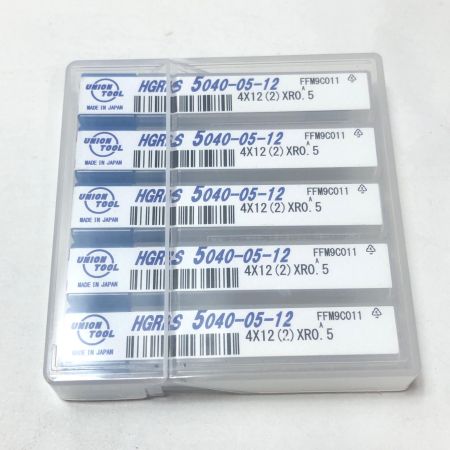 UNION TOOL
MADE IN JAPAN
5040-05-12
FFM9C011
4X12(2)XR0.5
UNION TOOL
MADE IN JAPAN
5040-05-12
FFM9C011
4X12(2)XR0.5
UNION TOOL
MADE IN JAPAN
5040-05-12
FFM9C011
4X12(2)XR0.5
UNION TOOL
MADE IN JAPAN
5040-05-12
FFM9C011
4X12(2)XR0.5
UNION TOOL
MADE IN JAPAN
5040-05-12
FFM9C011
4X12(2)XR0.5